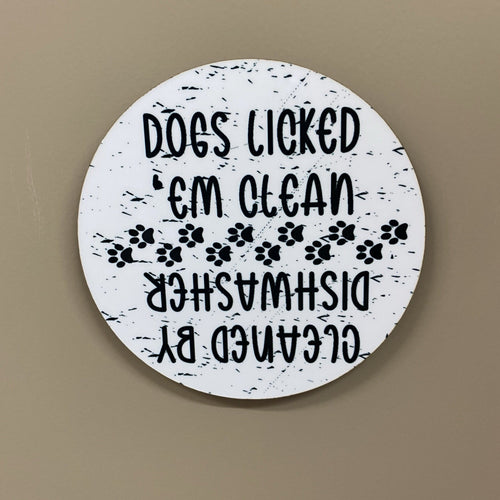 DOGS LICKED
'EM CLEAN
CLEANED BY
DISHWASHER